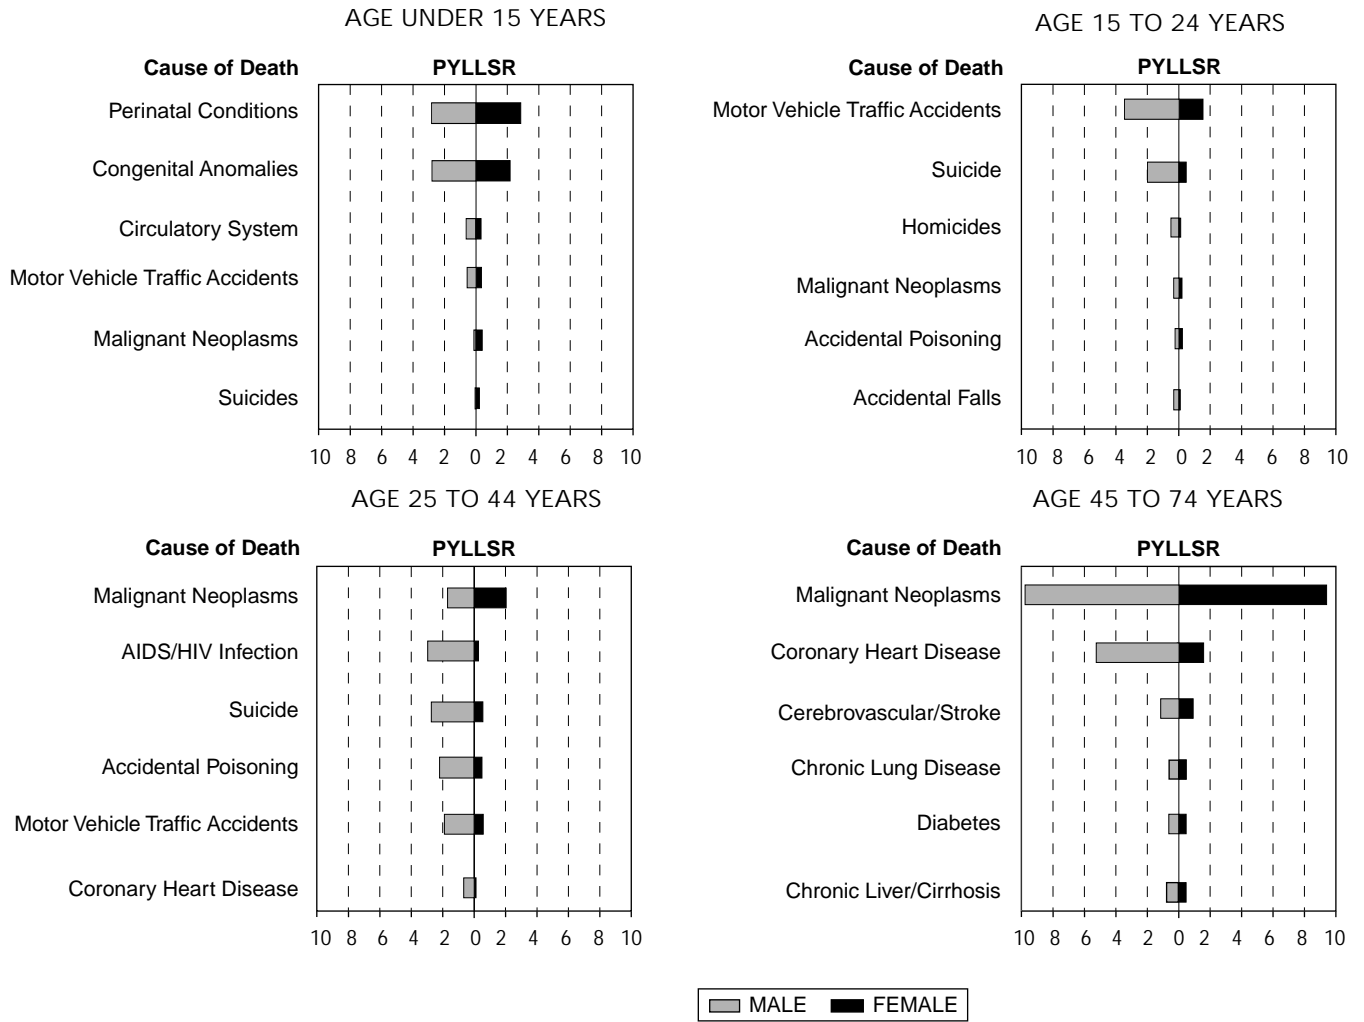 AGE UNDER 15 YEARS
Cause of Death PYLLSR
Perinatal Conditions
Congenital Anomalies
Circulatory System
Motor Vehicle Traffic Accidents
Malignant Neoplasms
Suicides
10 8 6 4 2 0 2 4 6 8 10
AGE 15 TO 24 YEARS
Cause of Death PYLLSR
Motor Vehicle Traffic Accidents
Suicide
Homicides
Malignant Neoplasms
Accidental Poisoning
Accidental Falls
10 8 6 4 2 0 2 4 6 8 10
AGE 25 TO 44 YEARS
Cause of Death PYLLSR
Malignant Neoplasms
AIDS/HIV Infection
Suicide
Accidental Poisoning
Motor Vehicle Traffic Accidents
Coronary Heart Disease
10 8 6 4 2 0 2 4 6 8 10
AGE 45 TO 74 YEARS
Cause of Death PYLLSR
Malignant Neoplasms
Coronary Heart Disease
Cerebrovascular/Stroke
Chronic Lung Disease
Diabetes
Chronic Liver/Cirrhosis
10 8 6 4 2 0 2 4 6 8 10
MALE FEMALE